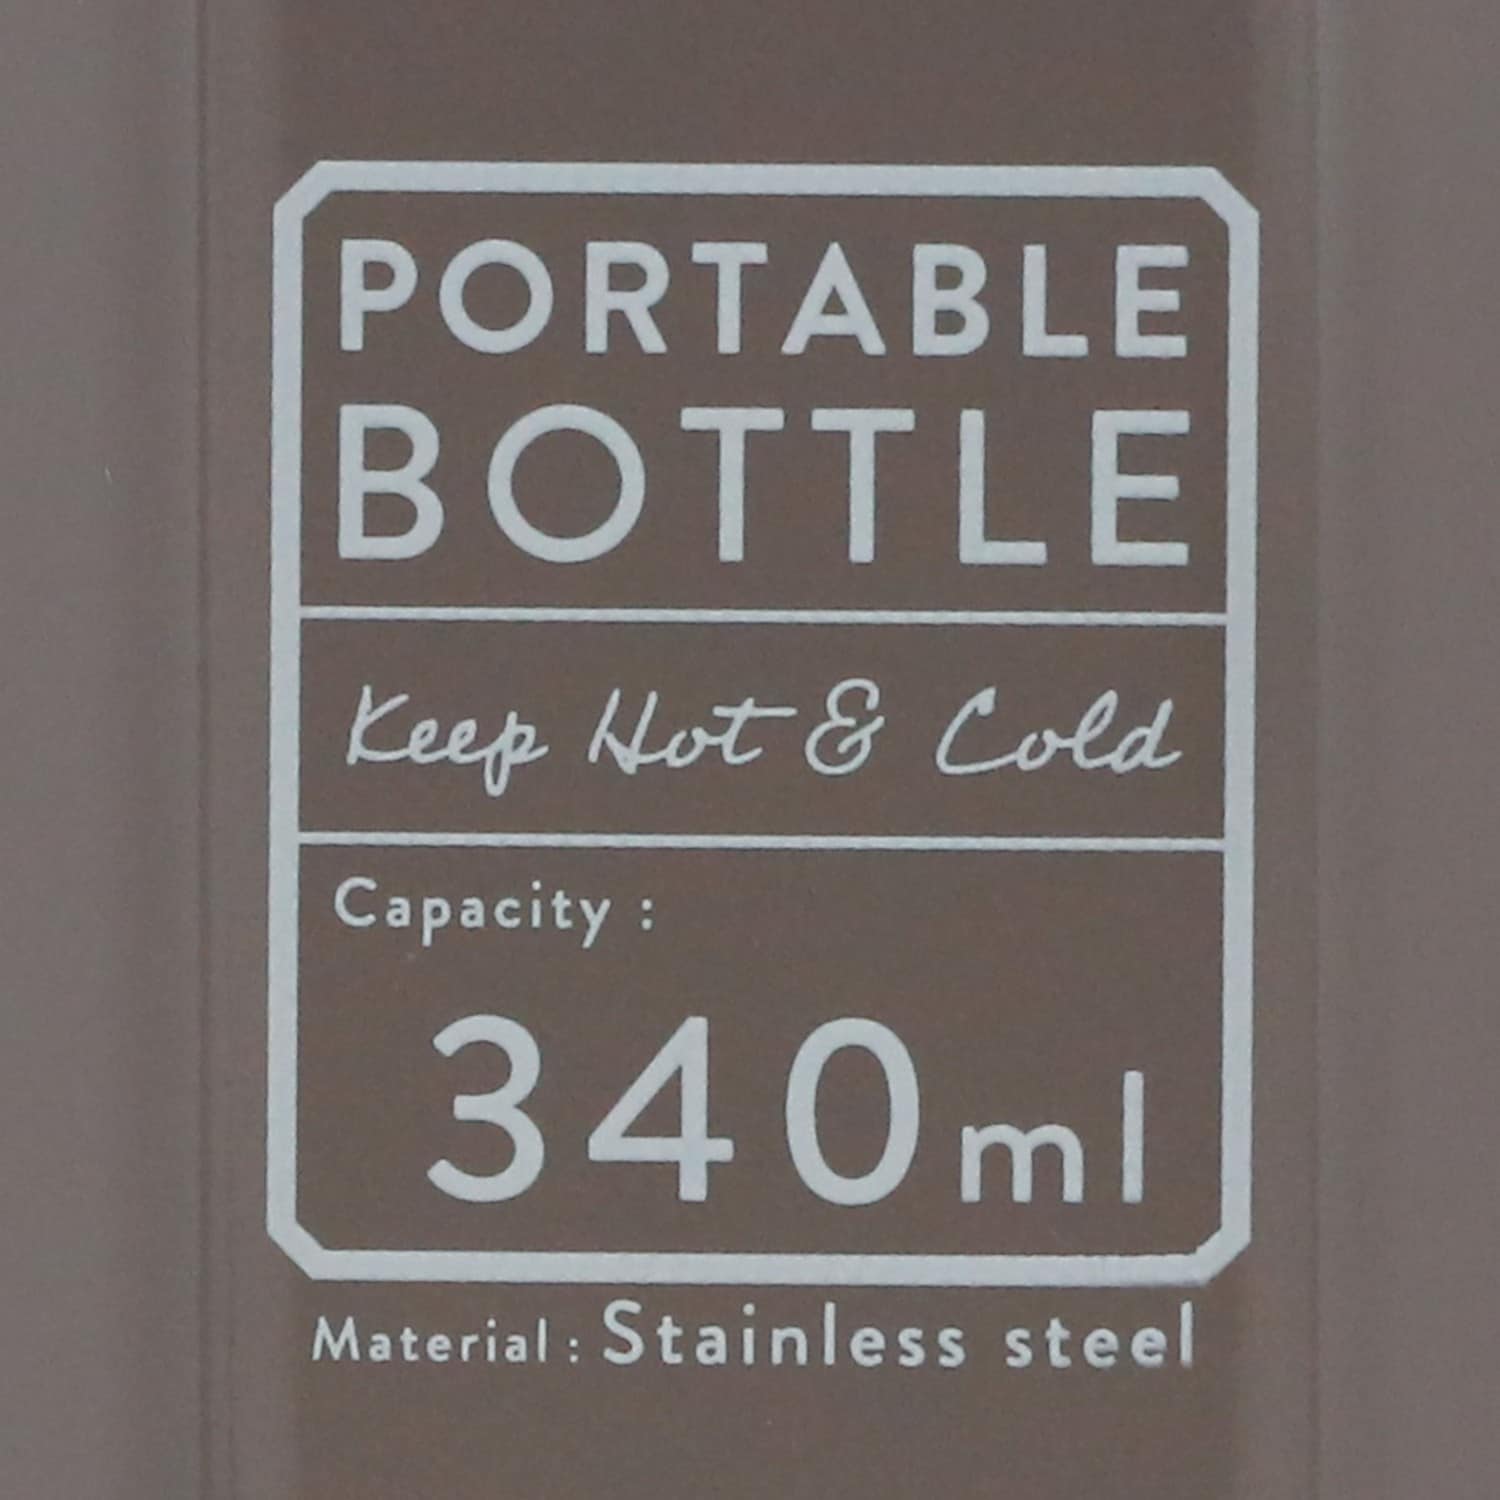 PORTABLE
BOTTLE
Keep Hot & Cold
Capacity :
340ml
Material : Stainless steel